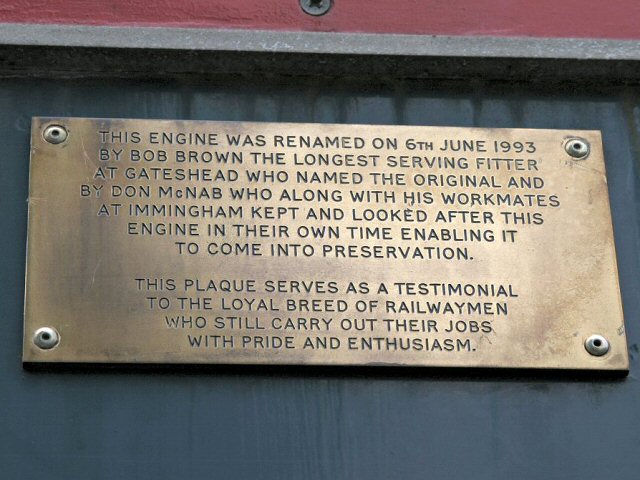 THIS ENGINE WAS RENAMED ON 6TH JUNE 1993
BY BOB BROWN THE LONGEST SERVING FITTER
AT GATESHEAD WHO NAMED THE ORIGINAL AND
BY DON McNAB WHO ALONG WITH HIS WORKMATES
AT IMMINGHAM KEPT AND LOOKED AFTER THIS
ENGINE IN THEIR OWN TIME ENABLING IT
TO COME INTO PRESERVATION.
THIS PLAQUE SERVES AS A TESTIMONIAL
TO THE LOYAL BREED OF RAILWAYMEN
WHO STILL CARRY OUT THEIR JOBS
WITH PRIDE AND ENTHUSIASM.